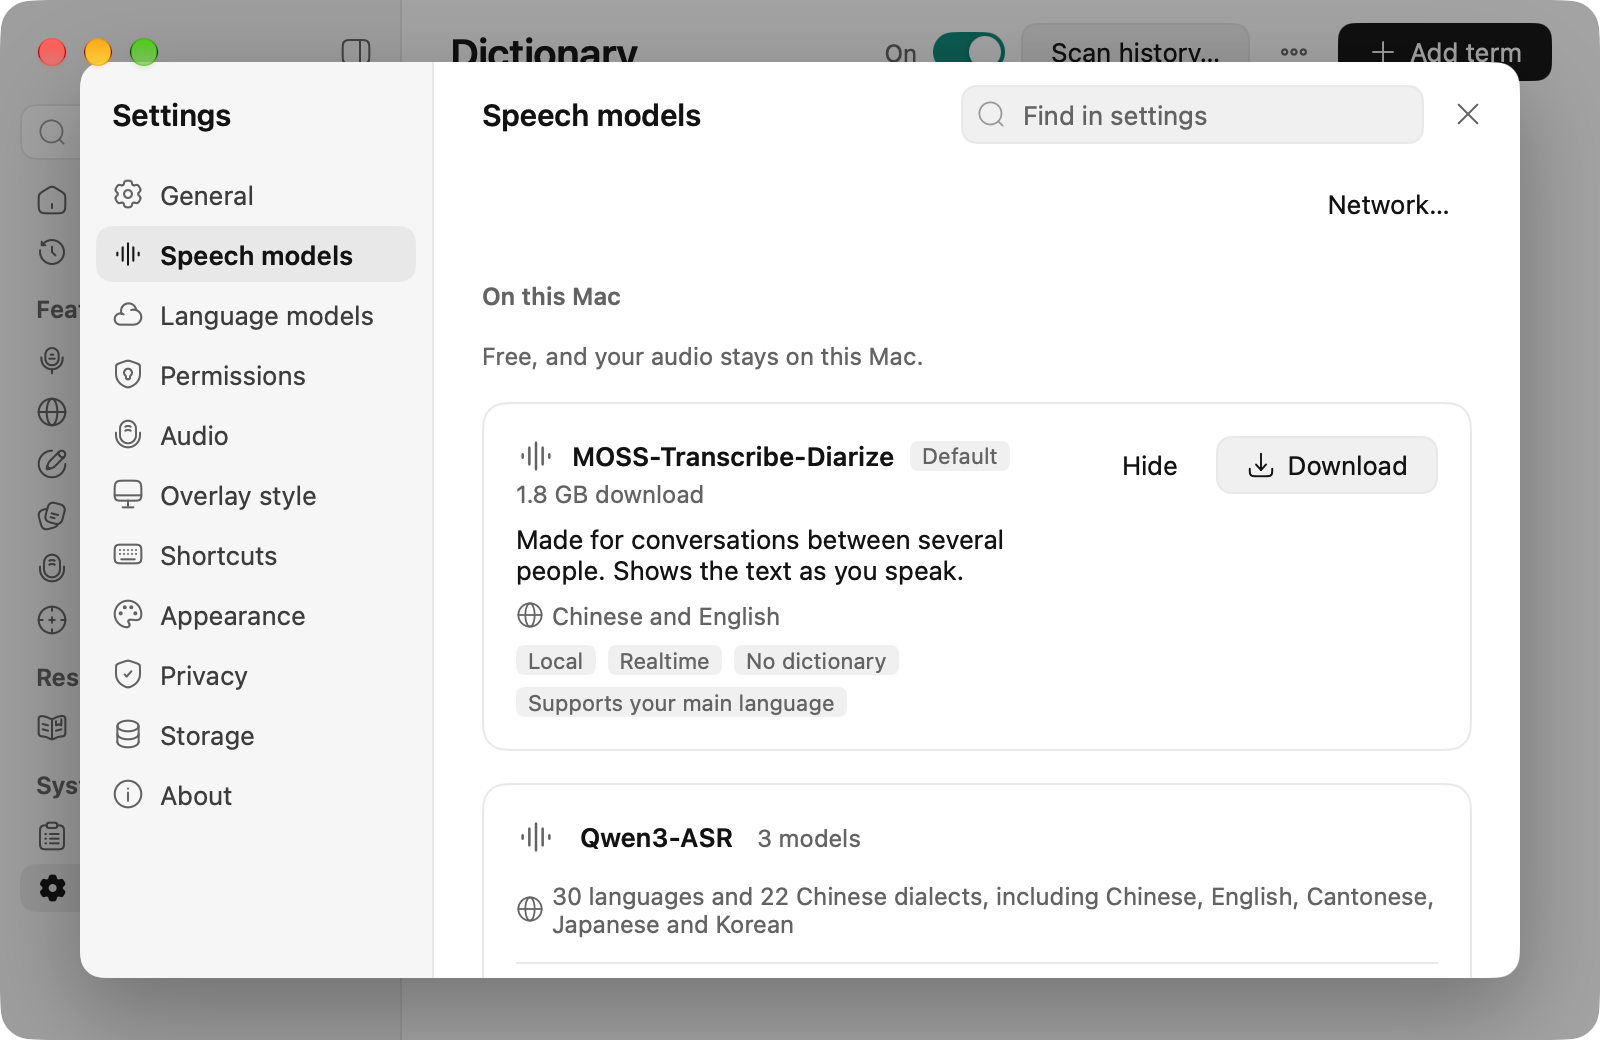 Dictionary
On
Scan history...
Add term
Settings
General
Speech models
Language models
Permissions
Audio
Overlay style
Shortcuts
Appearance
Privacy
Storage
About
Speech models
Find in settings
Network...
On this Mac
Free, and your audio stays on this Mac.
MOSS-Transcribe-Diarize
Default
Hide
Download
1.8 GB download
Made for conversations between several
people. Shows the text as you speak.
Chinese and English
Local
Realtime
No dictionary
Supports your main language
Qwen3-ASR
3 models
30 languages and 22 Chinese dialects, including Chinese, English, Cantonese,
Japanese and Korean